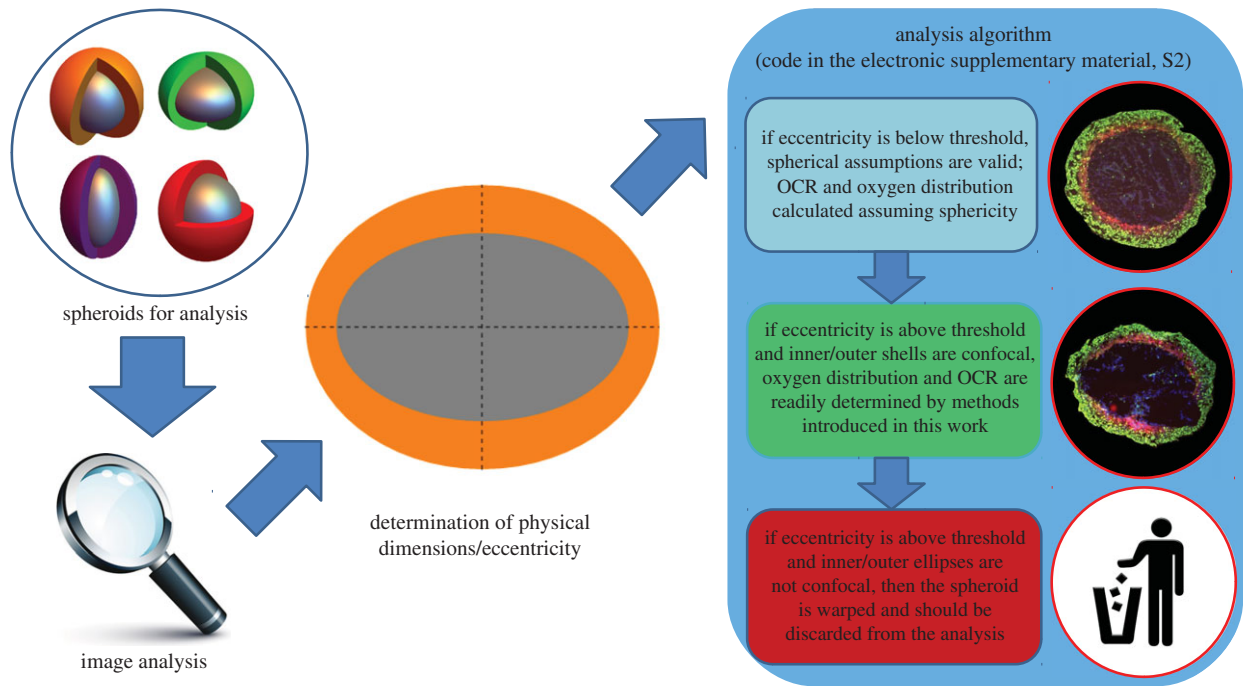 spheroids for analysis
image analysis
determination of physical
dimensions/eccentricity
analysis algorithm
(code in the electronic supplementary material, S2)
if eccentricity is below threshold,
spherical assumptions are valid;
OCR and oxygen distribution
calculated assuming sphericity
if eccentricity is above threshold
and inner/outer shells are confocal,
oxygen distribution and OCR are
readily determined by methods
introduced in this work
if eccentricity is above threshold
and inner/outer ellipses are
not confocal, then the spheroid
is warped and should be
discarded from the analysis